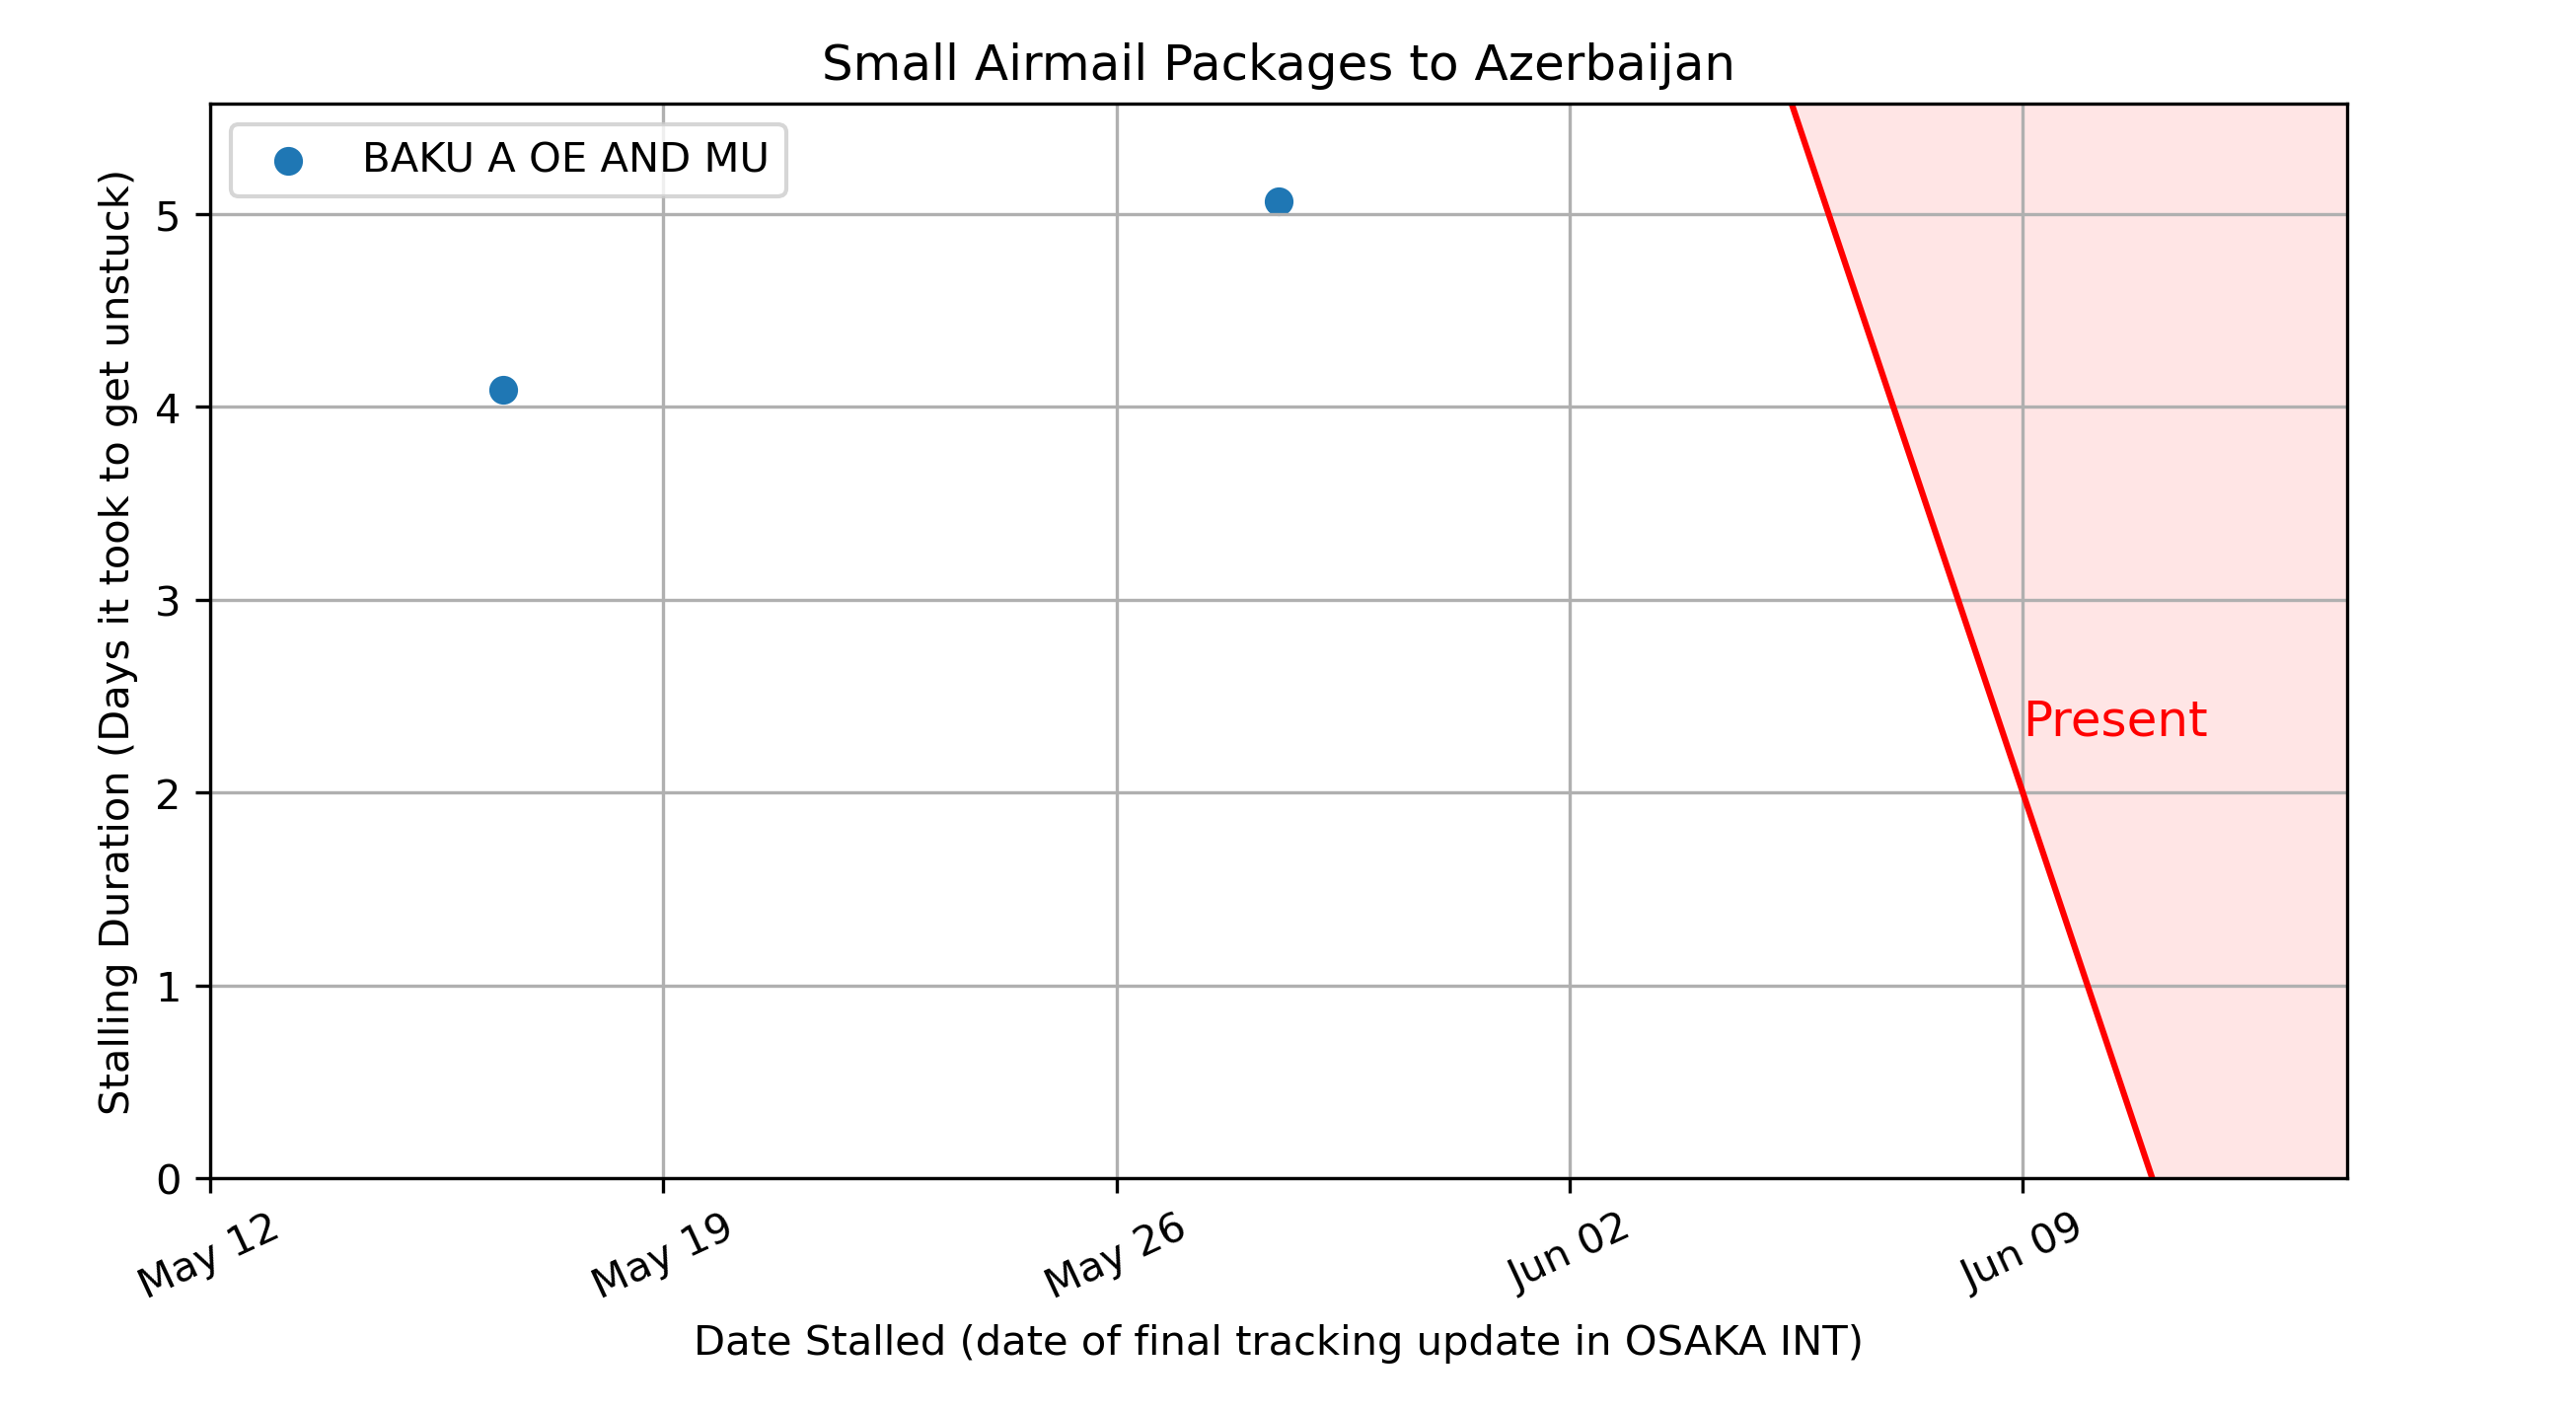 Small Airmail Packages to Azerbaijan
BAKU A OE AND MU
Stalling Duration (Days it took to get unstuck)
5
4
3
2
1
0
Present
May 12
May 19
May 26
Jun 02
Jun 09
Date Stalled (date of final tracking update in OSAKA INT)